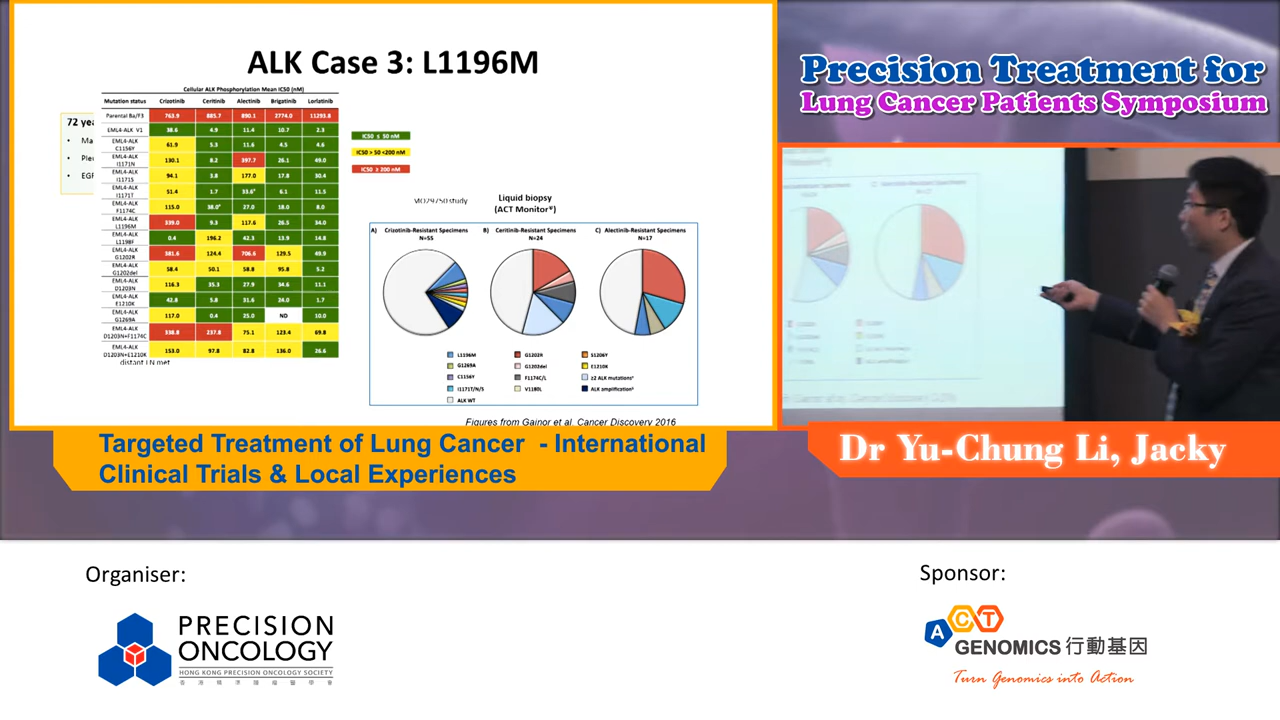 ALK Case 3: L1196M
Cellular ALK Phosphorylation Mean IC50 (nM)
Mutation status Crizotinib Ceritinib Alectinib Brigatinib Lorlatinib
Parental Ba/F3 763.9 885.7 890.1 2774.0 11293.8
EML4-ALK V1 38.6 4.9 11.4 10.7 2.3
EML4-ALK C1156Y 61.9 5.3 11.6 4.5 4.6
EML4-ALK I1171N 130.1 8.2 397.7 26.1 49.0
EML4-ALK I1171S 94.1 3.8 177.0 17.8 30.4
EML4-ALK I1171T 51.4 1.7 33.6 6.1 11.5
EML4-ALK F1174C 115.0 38.0 27.0 18.0 8.0
EML4-ALK L1196M 339.0 9.3 117.6 26.5 34.0
EML4-ALK L1198F 0.4 196.2 42.3 13.9 14.8
EML4-ALK G1202R 381.6 124.4 706.6 129.5 49.9
EML4-ALK G1202del 58.4 50.1 58.8 95.8 5.2
EML4-ALK D1203N 116.3 35.3 27.9 34.6 11.1
EML4-ALK E1210K 42.8 5.8 31.6 24.0 1.7
EML4-ALK G1269A 117.0 0.4 25.0 ND 10.0
EML4-ALK D1203N+F1174C 338.8 237.8 75.1 123.4 69.8
EML4-ALK D1203N+E1210K 153.0 97.8 82.8 136.0 26.6
72 yea
• Ma
• Ple
• EGF
distant LN met
IC50 ≤ 50 nM
IC50 > 50 <200 nM
IC50 ≥ 200 nM
MO29750 study
Liquid biopsy
(ACT Monitor®)
A) Crizotinib-Resistant Specimens
N=55
B) Ceritinib-Resistant Specimens
N=24
C) Alectinib-Resistant Specimens
N=17
L1196M G1202R S1206Y
G1269A G1202del E1210K
C1156Y F1174C/L ≥2 ALK mutations
I1171T/N/S V1180L ALK amplification
ALK WT
Figures from Gainor et al, Cancer Discovery 2016
Precision Treatment for
Lung Cancer Patients Symposium
Targeted Treatment of Lung Cancer - International
Clinical Trials & Local Experiences
Dr Yu-Chung Li, Jacky
Organiser:
PRECISION
ONCOLOGY
HONG KONG PRECISION ONCOLOGY SOCIETY
Sponsor:
ACT
GENOMICS 行動基因
Turn Genomics into Action